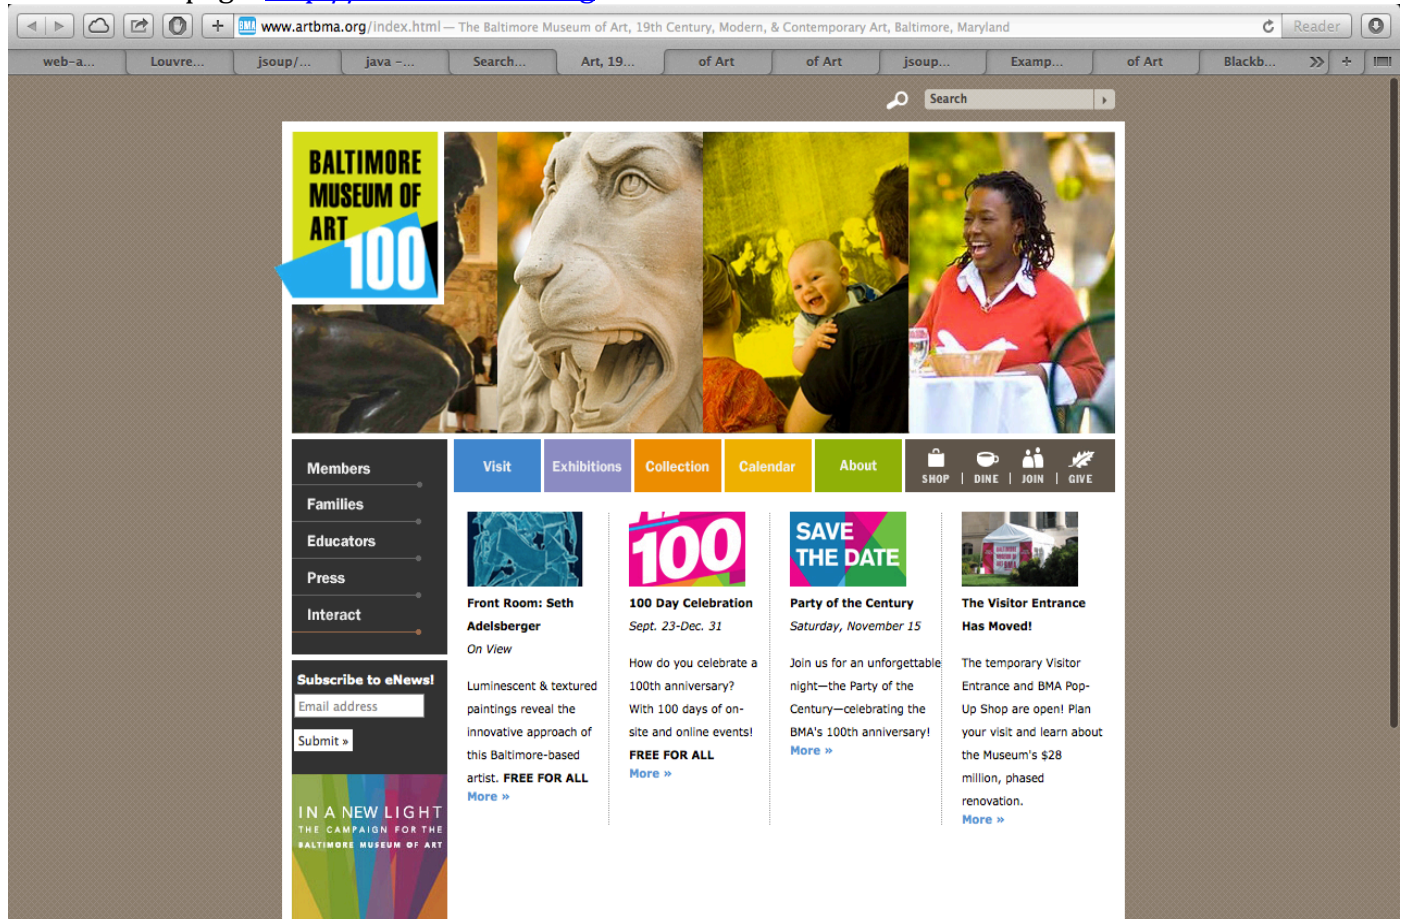 www.artbma.org/index.html — The Baltimore Museum of Art, 19th Century, Modern, & Contemporary Art, Baltimore, Maryland
Reader
web-a... Louvre... jsoup/... java –... Search... Art, 19... of Art of Art jsoup... Examp... of Art Blackb...
Search
BALTIMORE
MUSEUM OF
ART
100
Members
Families
Educators
Press
Interact
Visit Exhibitions Collection Calendar About
SHOP | DINE | JOIN | GIVE
Subscribe to eNews!
Email address
Submit »
IN A NEW LIGHT
THE CAMPAIGN FOR THE
BALTIMORE MUSEUM OF ART
Front Room: Seth
Adelsberger
On View
Luminescent & textured
paintings reveal the
innovative approach of
this Baltimore-based
artist. FREE FOR ALL
More »
100
100 Day Celebration
Sept. 23-Dec. 31
How do you celebrate a
100th anniversary?
With 100 days of on-
site and online events!
FREE FOR ALL
More »
SAVE
THE DATE
Party of the Century
Saturday, November 15
Join us for an unforgettable
night—the Party of the
Century—celebrating the
BMA's 100th anniversary!
More »
The Visitor Entrance
Has Moved!
The temporary Visitor
Entrance and BMA Pop-
Up Shop are open! Plan
your visit and learn about
the Museum's $28
million, phased
renovation.
More »